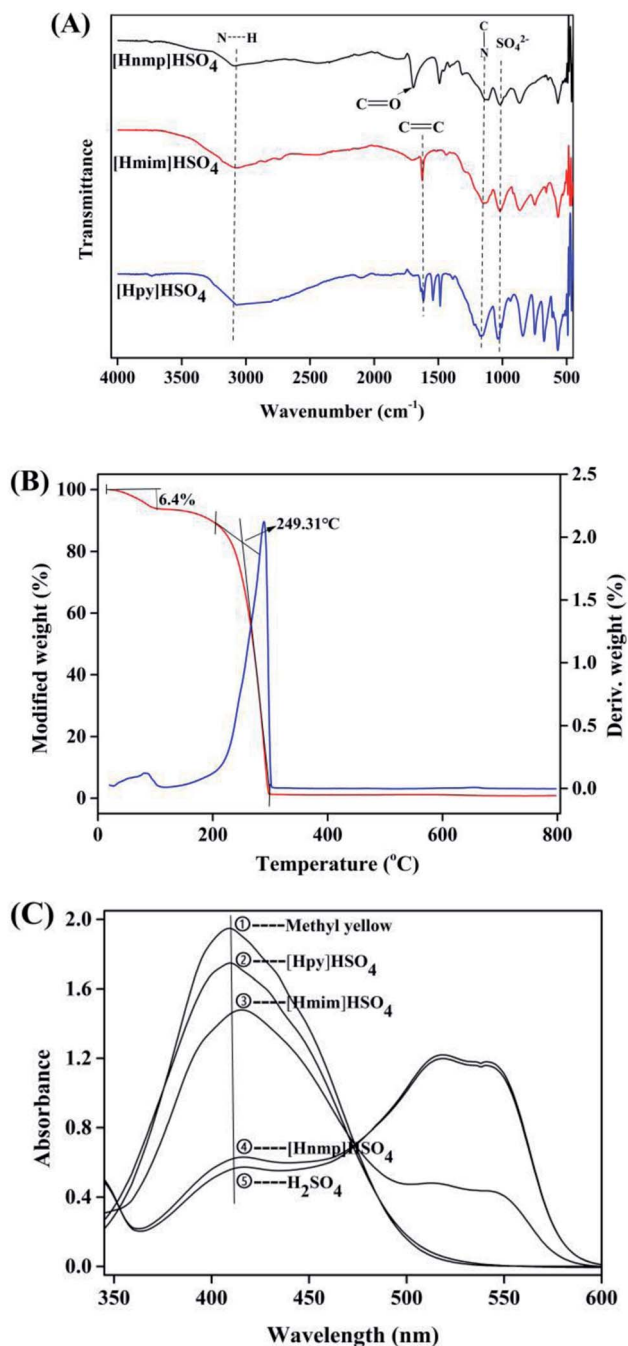 (A)
N----H
C
N
SO₄²⁻
[Hnmp]HSO₄
C=O
C=C
[Hmim]HSO₄
[Hpy]HSO₄
Transmittance
4000 3500 3000 2500 2000 1500 1000 500
Wavenumber (cm⁻¹)
(B)
100
80
60
40
20
0
6.4%
249.31°C
2.5
2.0
1.5
1.0
0.5
0.0
Modified weight (%)
Deriv. weight (%)
0 200 400 600 800
Temperature (°C)
(C)
2.0
1.6
1.2
0.8
0.4
0.0
①----Methyl yellow
②----[Hpy]HSO₄
③----[Hmim]HSO₄
④----[Hnmp]HSO₄
⑤----H₂SO₄
Absorbance
350 400 450 500 550 600
Wavelength (nm)